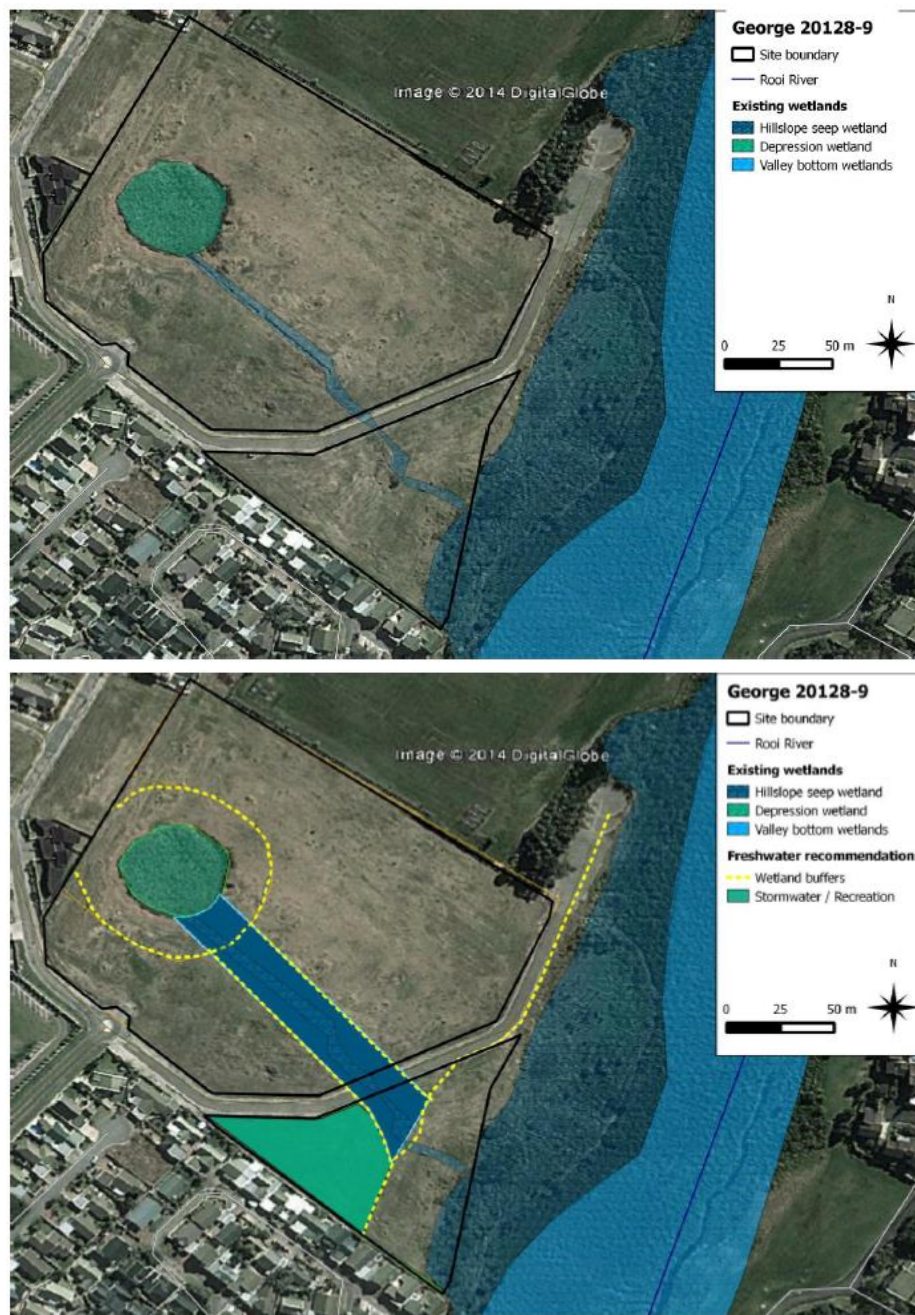 George 20128-9
Site boundary
Rooi River
Existing wetlands
Hillslope seep wetland
Depression wetland
Valley bottom wetlands
N
0 25 50 m
Image © 2014 DigitalGlobe
George 20128-9
Site boundary
Rooi River
Existing wetlands
Hillslope seep wetland
Depression wetland
Valley bottom wetlands
Freshwater recommendation
Wetland buffers
Stormwater / Recreation
N
0 25 50 m
Image © 2014 DigitalGlobe